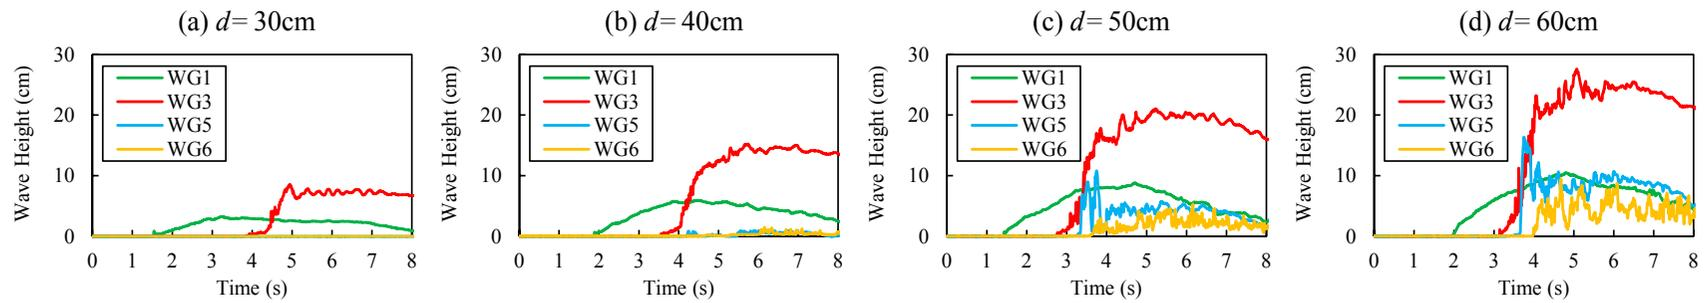 (a) d= 30cm
Wave Height (cm)
30
20
10
0
WG1
WG3
WG5
WG6
0 1 2 3 4 5 6 7 8
Time (s)
(b) d= 40cm
Wave Height (cm)
30
20
10
0
WG1
WG3
WG5
WG6
0 1 2 3 4 5 6 7 8
Time (s)
(c) d= 50cm
Wave Height (cm)
30
20
10
0
WG1
WG3
WG5
WG6
0 1 2 3 4 5 6 7 8
Time (s)
(d) d= 60cm
Wave Height (cm)
30
20
10
0
WG1
WG3
WG5
WG6
0 1 2 3 4 5 6 7 8
Time (s)